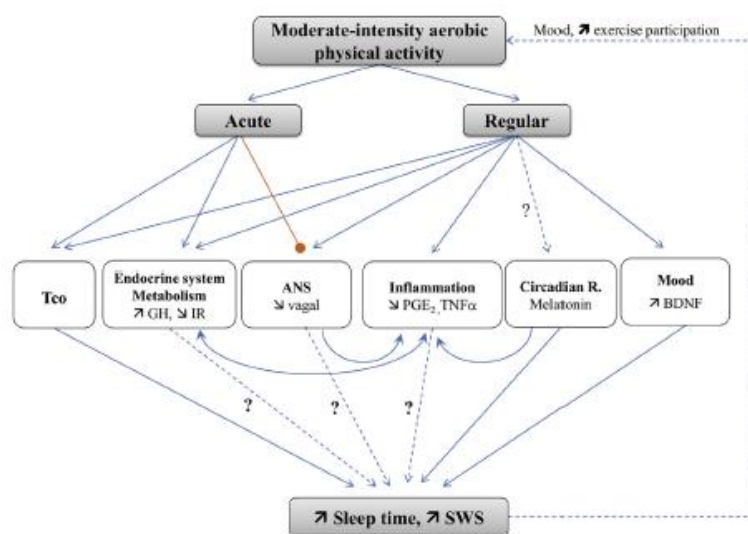 Moderate-intensity aerobic
physical activity
Mood, ↗ exercise participation
Acute
Regular
?
Tco
Endocrine system
Metabolism
↗ GH, ↘ IR
ANS
↘ vagal
Inflammation
↘ PGE₂, TNFα
Circadian R.
Melatonin
Mood
↗ BDNF
?
?
?
↗ Sleep time, ↗ SWS